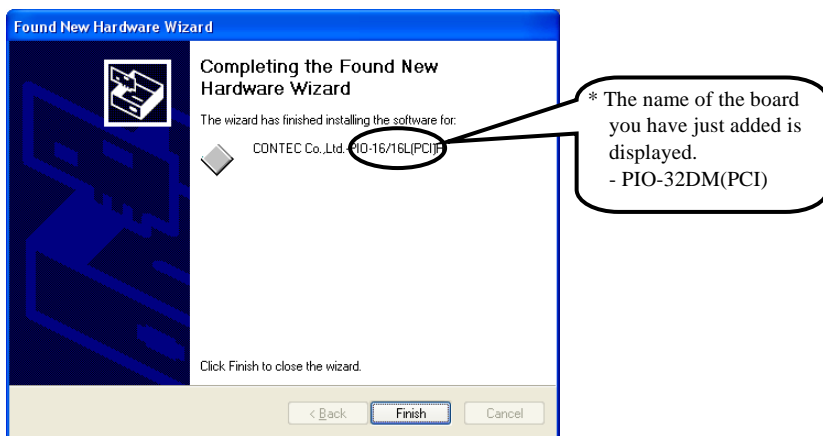 Found New Hardware Wizard
Completing the Found New
Hardware Wizard
The wizard has finished installing the software for:
CONTEC Co.,Ltd. PIO-16/16L(PCI)
Click Finish to close the wizard.
< Back
Finish
Cancel
* The name of the board
you have just added is
displayed.
- PIO-32DM(PCI)